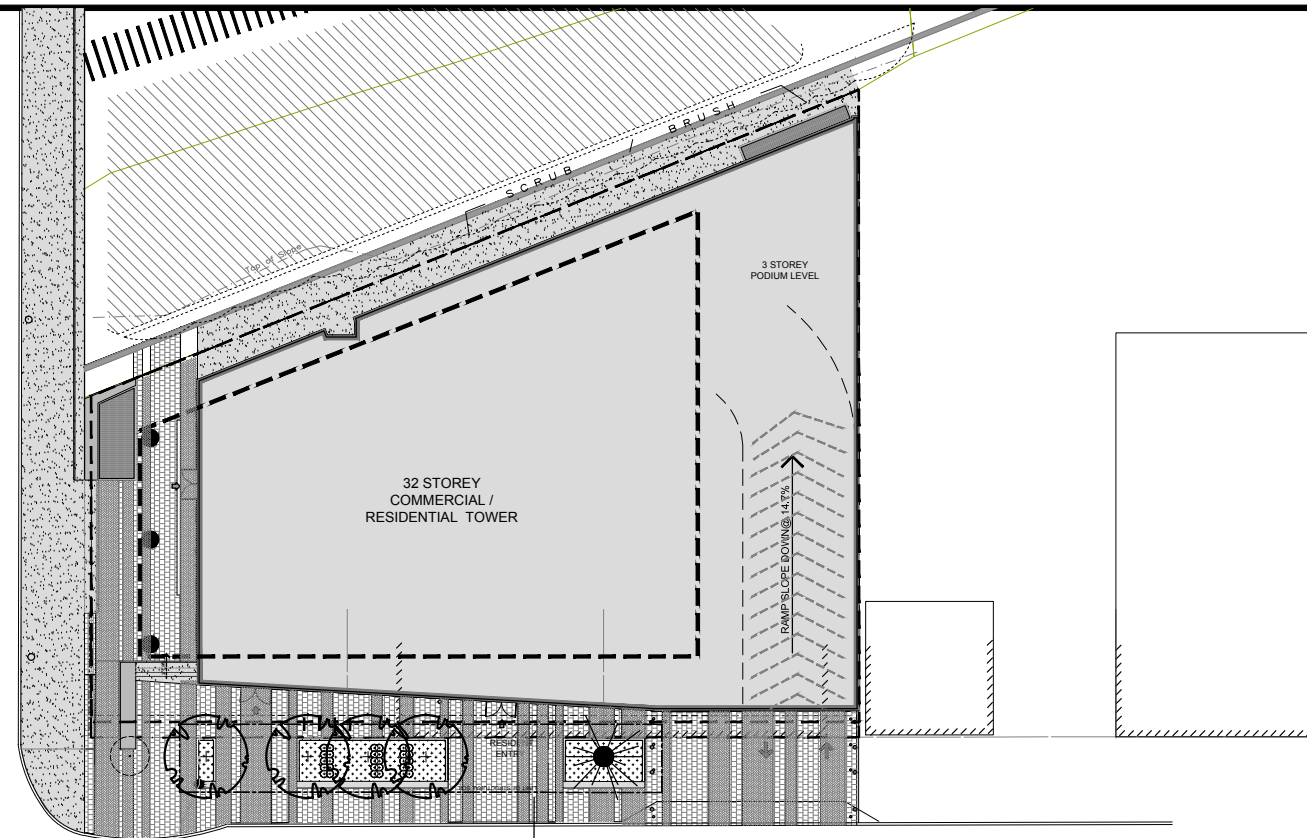 SCRUB BRUSH
Top of Slope
3 STOREY
PODIUM LEVEL
32 STOREY
COMMERCIAL /
RESIDENTIAL TOWER
RAMP SLOPE DOWN@ 14.7%